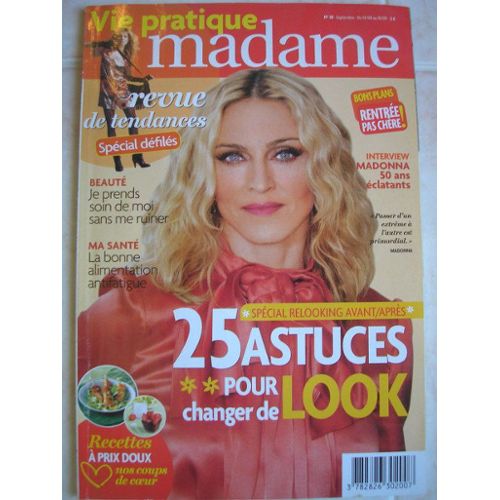 Vie pratique
madame
revue
de tendances
Spécial défilés
BONS PLANS
RENTRÉE
PAS CHÈRE!
BEAUTÉ
Je prends
soin de moi
sans me ruiner
INTERVIEW
MADONNA
50 ans
éclatants
«Passer d'un
extrême à
l'autre est
primordial.»
MADONNA
MA SANTÉ
La bonne
alimentation
antifatigue
SPÉCIAL RELOOKING AVANT/APRÈS
25 ASTUCES
POUR
changer de LOOK
Recettes
À PRIX DOUX
nos coups
de cœur
3 782826 302007